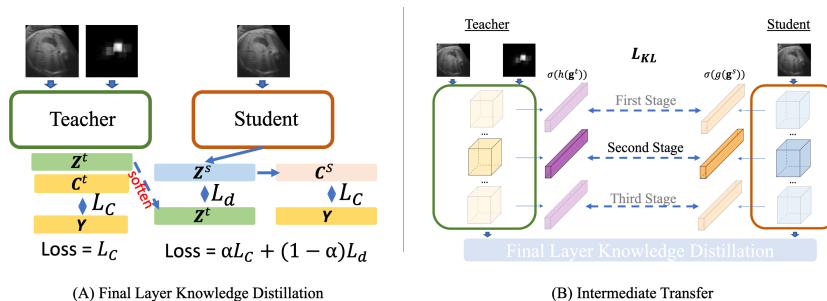 Teacher
Student
Z^t
C^t
soften
L_C
Y
Loss = L_C
Z^s
C^s
L_d
L_C
Z^t
Y
Loss = αL_C + (1 − α)L_d
(A) Final Layer Knowledge Distillation
Teacher
Student
L_KL
σ(h(g^t))
σ(g(g^s))
First Stage
...
...
Second Stage
...
...
Third Stage
Final Layer Knowledge Distillation
(B) Intermediate Transfer